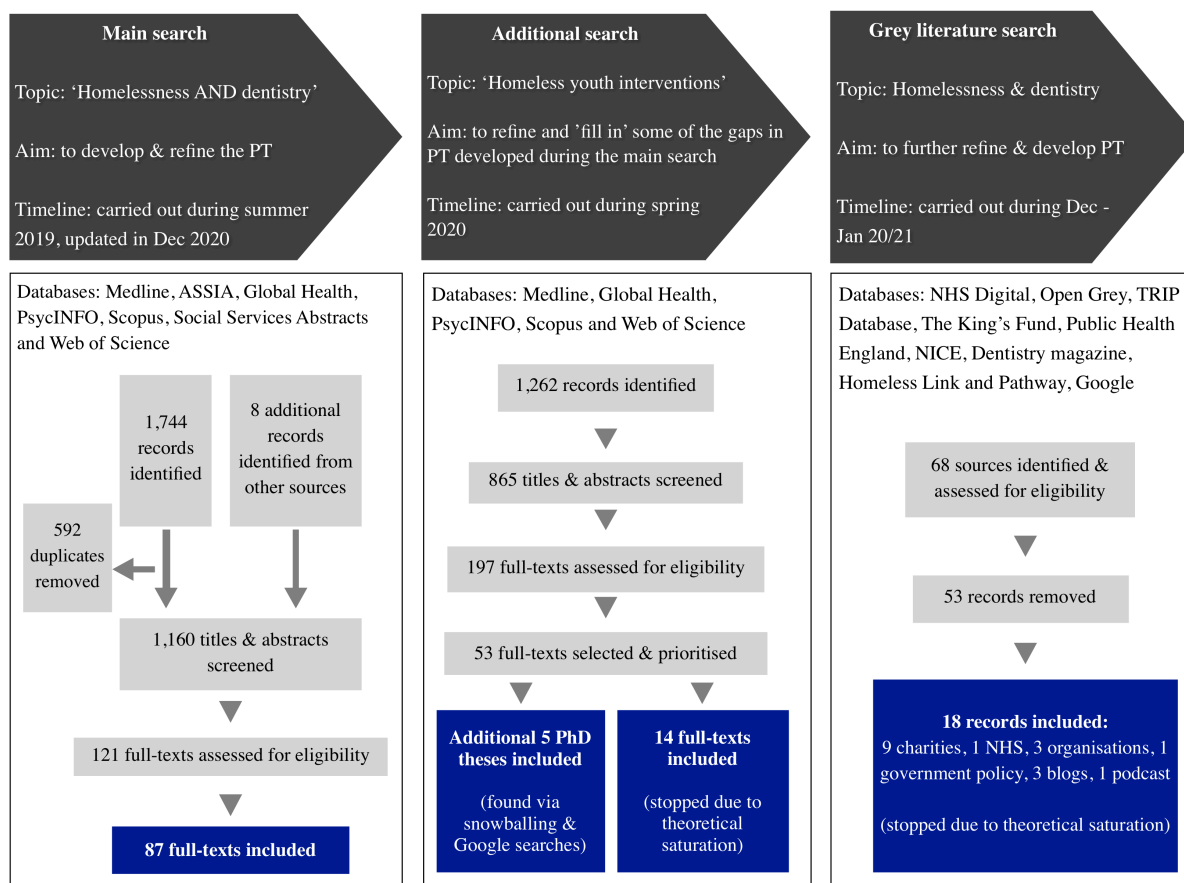 Main search
Topic: ‘Homelessness AND dentistry’
Aim: to develop & refine the PT
Timeline: carried out during summer
2019, updated in Dec 2020
Databases: Medline, ASSIA, Global Health,
PsycINFO, Scopus, Social Services Abstracts
and Web of Science
1,744
records
identified
8 additional
records
identified from
other sources
592
duplicates
removed
1,160 titles & abstracts
screened
121 full-texts assessed for eligibility
87 full-texts included
Additional search
Topic: ‘Homeless youth interventions’
Aim: to refine and ’fill in’ some of the gaps in
PT developed during the main search
Timeline: carried out during spring
2020
Databases: Medline, Global Health,
PsycINFO, Scopus and Web of Science
1,262 records identified
865 titles & abstracts screened
197 full-texts assessed for eligibility
53 full-texts selected & prioritised
Additional 5 PhD
theses included
(found via
snowballing &
Google searches)
14 full-texts
included
(stopped due to
theoretical
saturation)
Grey literature search
Topic: Homelessness & dentistry
Aim: to further refine & develop PT
Timeline: carried out during Dec -
Jan 20/21
Databases: NHS Digital, Open Grey, TRIP
Database, The King’s Fund, Public Health
England, NICE, Dentistry magazine,
Homeless Link and Pathway, Google
68 sources identified &
assessed for eligibility
53 records removed
18 records included:
9 charities, 1 NHS, 3 organisations, 1
government policy, 3 blogs, 1 podcast
(stopped due to theoretical saturation)